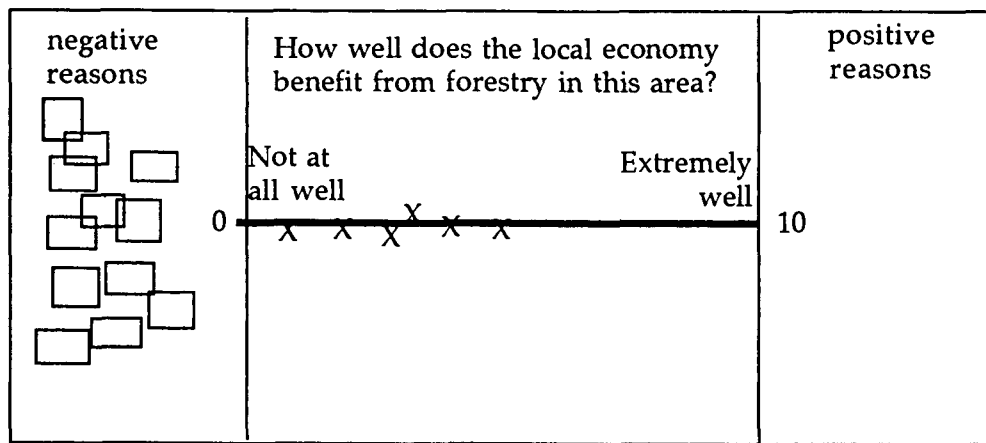 negative
reasons
How well does the local economy
benefit from forestry in this area?
positive
reasons
Not at
all well
Extremely
well
0
10
X X X X X X